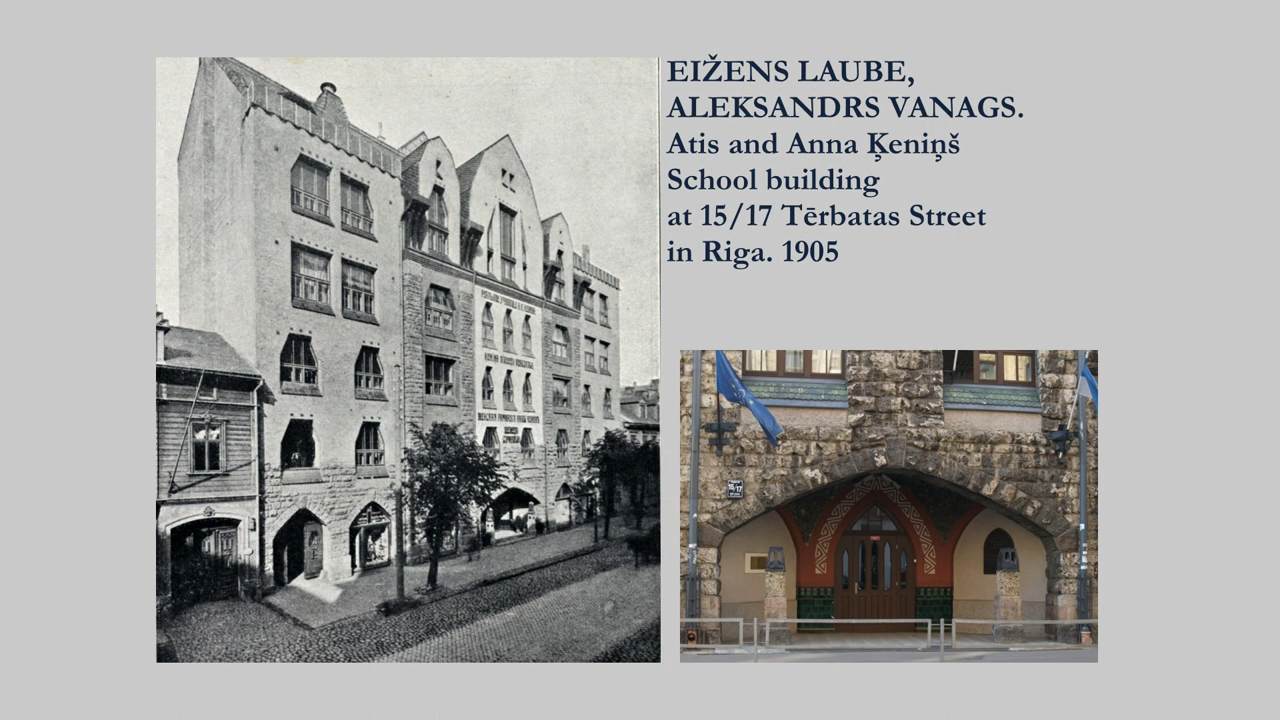 EIŽENS LAUBE,
ALEKSANDRS VANAGS.
Atis and Anna Ķeniņš
School building
at 15/17 Tērbatas Street
in Riga. 1905
15/17